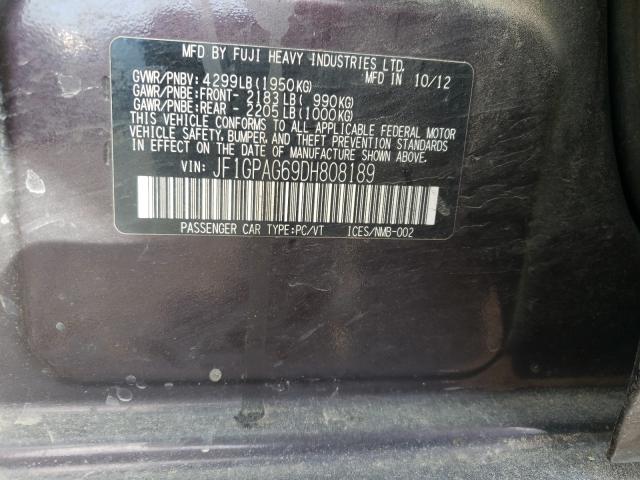 MFD BY FUJI HEAVY INDUSTRIES LTD.
GVWR/PNBV: 4299LB(1950KG) MFD IN 10/12
GAWR/PNBE:FRONT- 2183LB( 990KG)
GAWR/PNBE:REAR - 2205LB(1000KG)
THIS VEHICLE CONFORMS TO ALL APPLICABLE FEDERAL MOTOR
VEHICLE SAFETY, BUMPER, AND THEFT PREVENTION STANDARDS
IN EFFECT ON THE DATE OF MANUFACTURE SHOWN ABOVE.
VIN: JF1GPAG69DH808189
PASSENGER CAR TYPE:PC/VT ICES/NMB-002